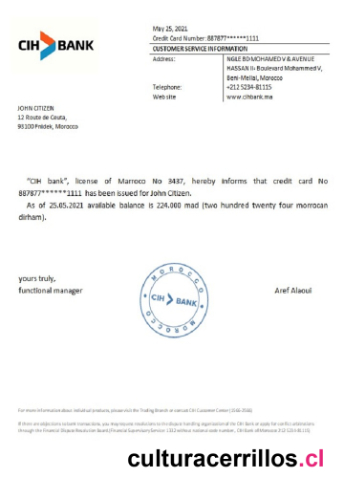 CIH BANK
May 25, 2021
Credit Card Number: 887877******1111
CUSTOMER SERVICE INFORMATION
Address: NGLE BD MOHAMED V & AVENUE
HASSAN II- Boulevard Mohammed V,
Beni-Mellal, Morocco
Telephone: +212 5234-81115
Web site www.cihbank.ma
JOHN CITIZEN
12 Route de Ceuta,
93100 Fnidek, Morocco
"CIH bank", license of Marroco No 3437, hereby informs that credit card No
887877******1111 has been issued for John Citizen.
As of 25.05.2021 available balance is 224.000 mad (two hundred twenty four morrocan
dirham).
yours truly,
functional manager
Aref Alaoui
MOROCCO
CIH BANK
MOROCCO
For more information about individual products, please visit the Trading Branch or contact CIH Customer Center
culturacerrillos.cl